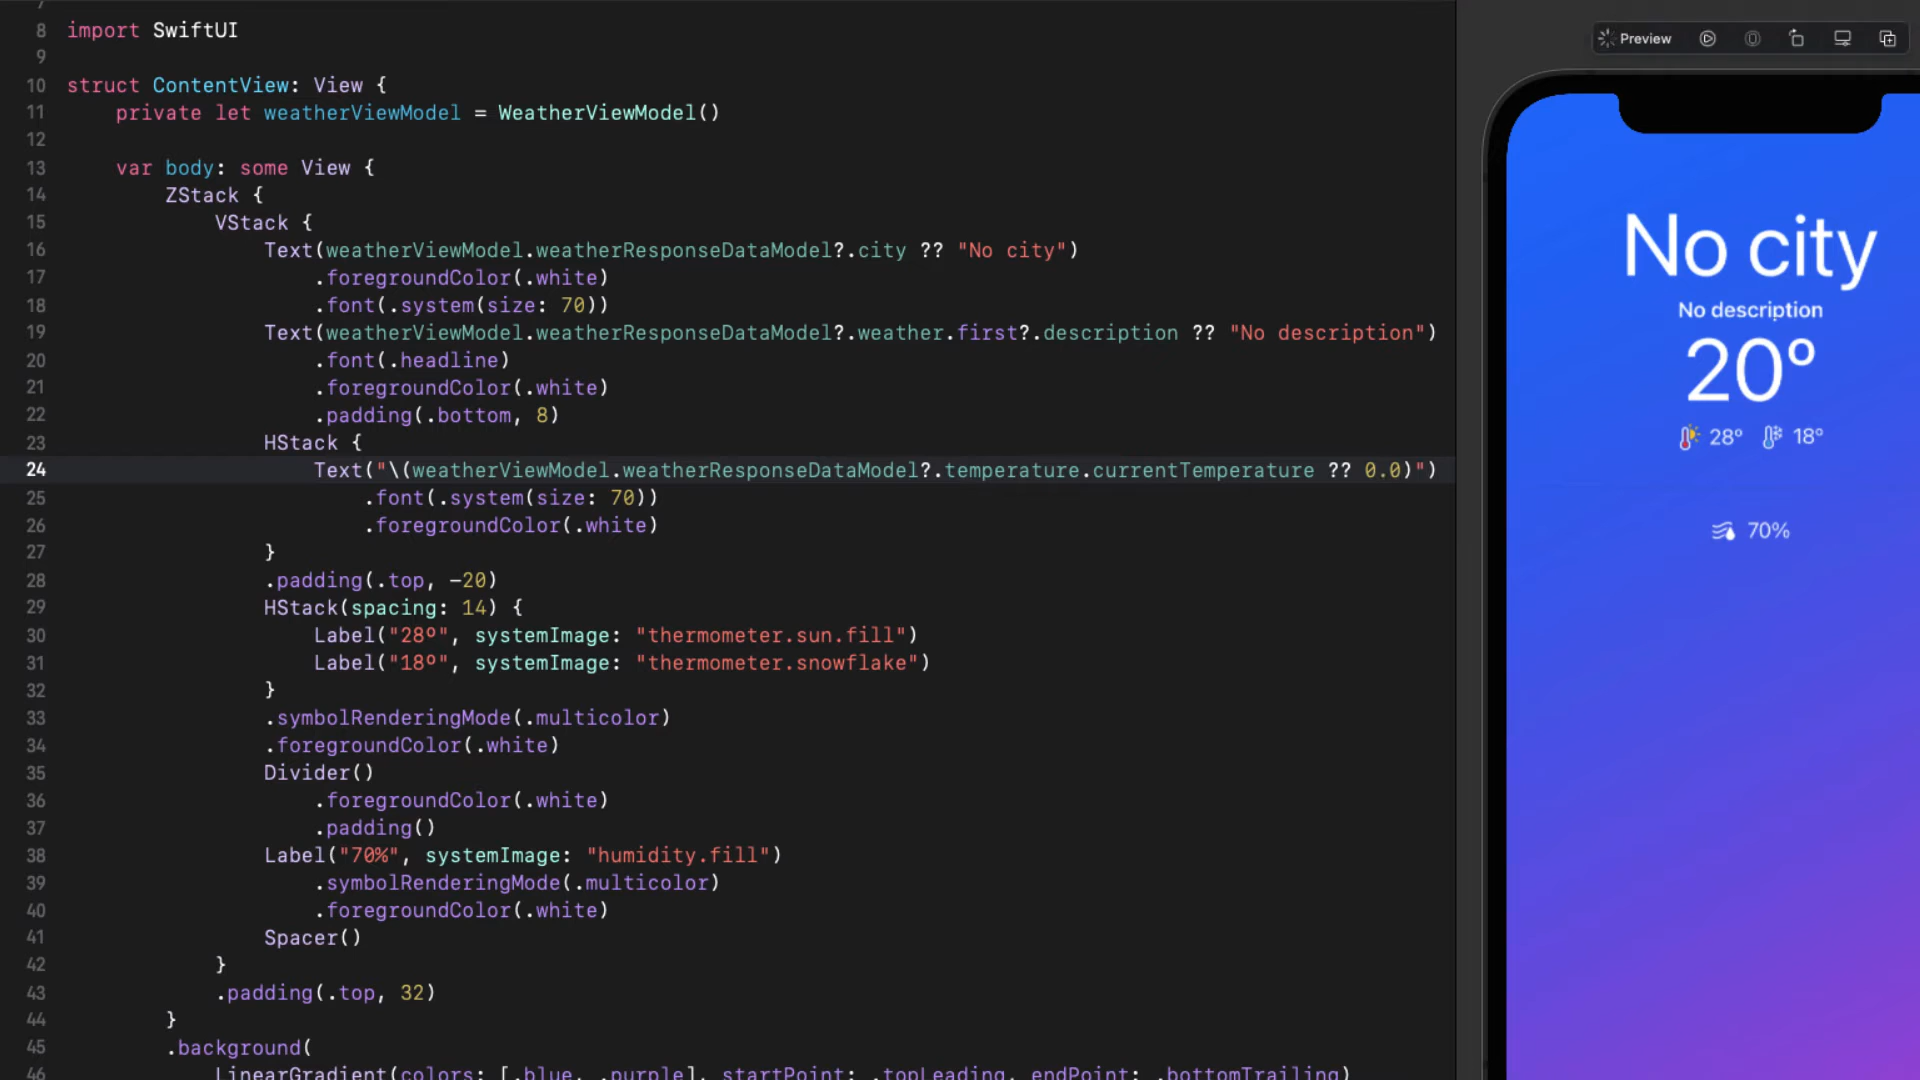 7
8 import SwiftUI
9
10 struct ContentView: View {
11 private let weatherViewModel = WeatherViewModel()
12
13 var body: some View {
14 ZStack {
15 VStack {
16 Text(weatherViewModel.weatherResponseDataModel?.city ?? "No city")
17 .foregroundColor(.white)
18 .font(.system(size: 70))
19 Text(weatherViewModel.weatherResponseDataModel?.weather.first?.description ?? "No description")
20 .font(.headline)
21 .foregroundColor(.white)
22 .padding(.bottom, 8)
23 HStack {
24 Text("\(weatherViewModel.weatherResponseDataModel?.temperature.currentTemperature ?? 0.0)")
25 .font(.system(size: 70))
26 .foregroundColor(.white)
27 }
28 .padding(.top, -20)
29 HStack(spacing: 14) {
30 Label("28º", systemImage: "thermometer.sun.fill")
31 Label("18º", systemImage: "thermometer.snowflake")
32 }
33 .symbolRenderingMode(.multicolor)
34 .foregroundColor(.white)
35 Divider()
36 .foregroundColor(.white)
37 .padding()
38 Label("70%", systemImage: "humidity.fill")
39 .symbolRenderingMode(.multicolor)
40 .foregroundColor(.white)
41 Spacer()
42 }
43 .padding(.top, 32)
44 }
45 .background(
46 LinearGradient(colors: [.blue, .purple], startPoint: .topLeading, endPoint: .bottomTrailing)
Preview
No city
No description
20º
28º 18º
70%